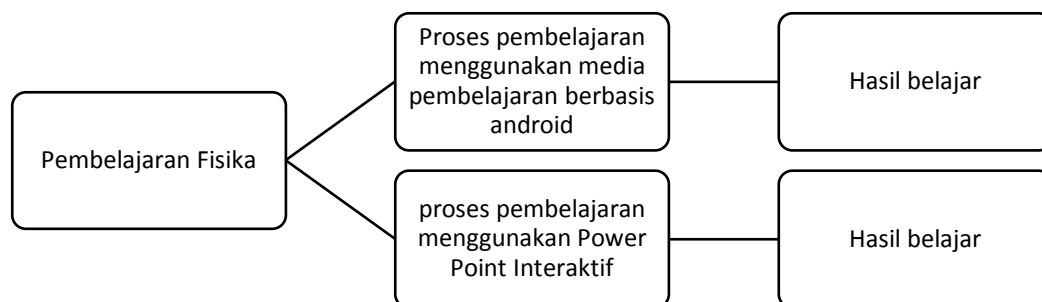 Pembelajaran Fisika
Proses pembelajaran
menggunakan media
pembelajaran berbasis
android
Hasil belajar
proses pembelajaran
menggunakan Power
Point Interaktif
Hasil belajar